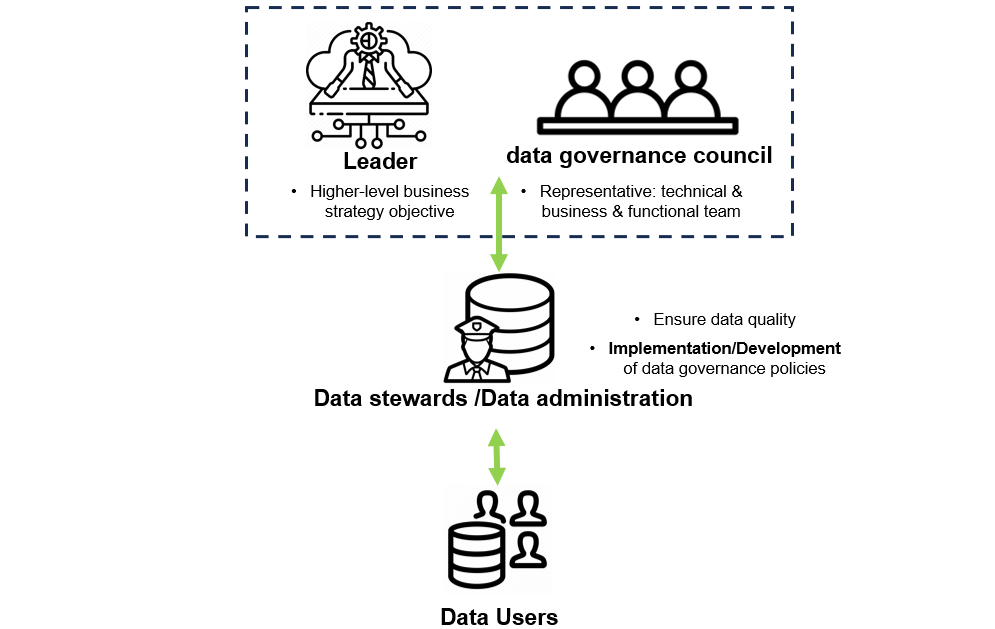 Leader
data governance council
• Higher-level business
strategy objective
• Representative: technical &
business & functional team
• Ensure data quality
• Implementation/Development
of data governance policies
Data stewards /Data administration
Data Users